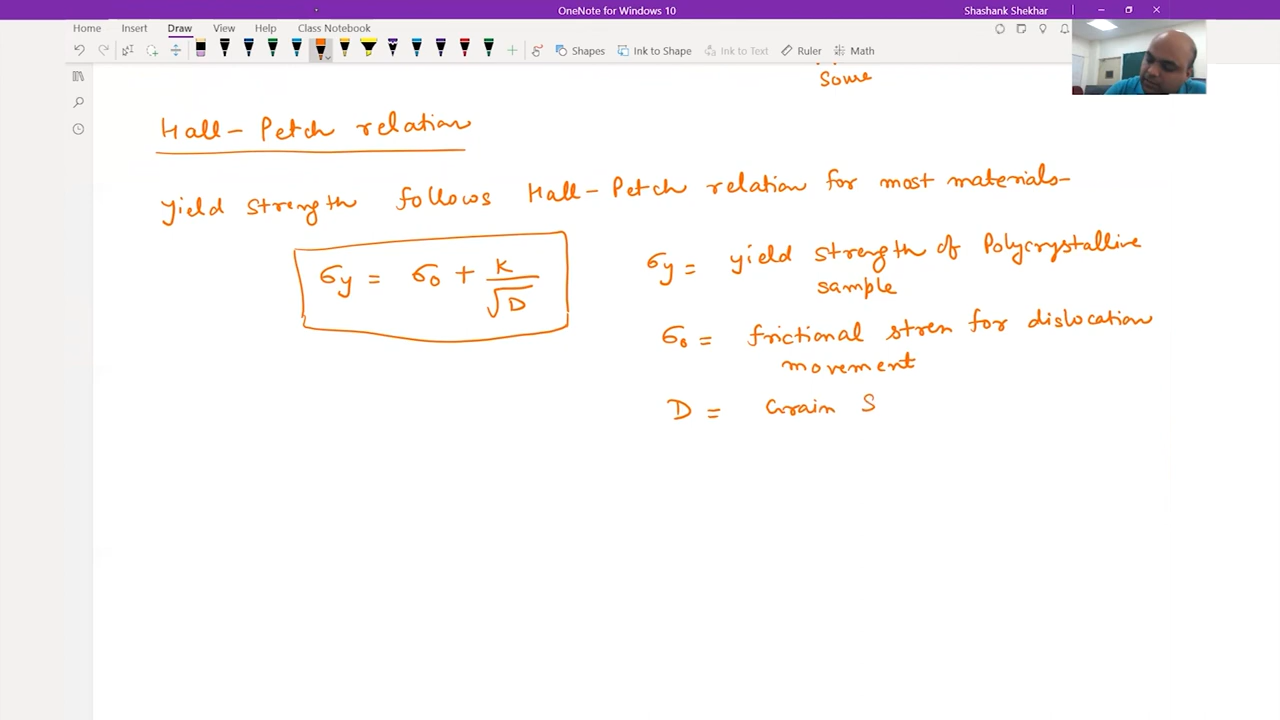 OneNote for Windows 10
Shashank Shekhar
Home Insert Draw View Help Class Notebook
Shapes Ink to Shape Ink to Text Ruler Math
Some
Hall-Petch relation
Yield strength follows Hall-Petch relation for most materials-
σy = σ0 + K/√D
σy = yield strength of Polycrystalline
sample
σ0 = frictional stren for dislocation
movement
D = Grain S